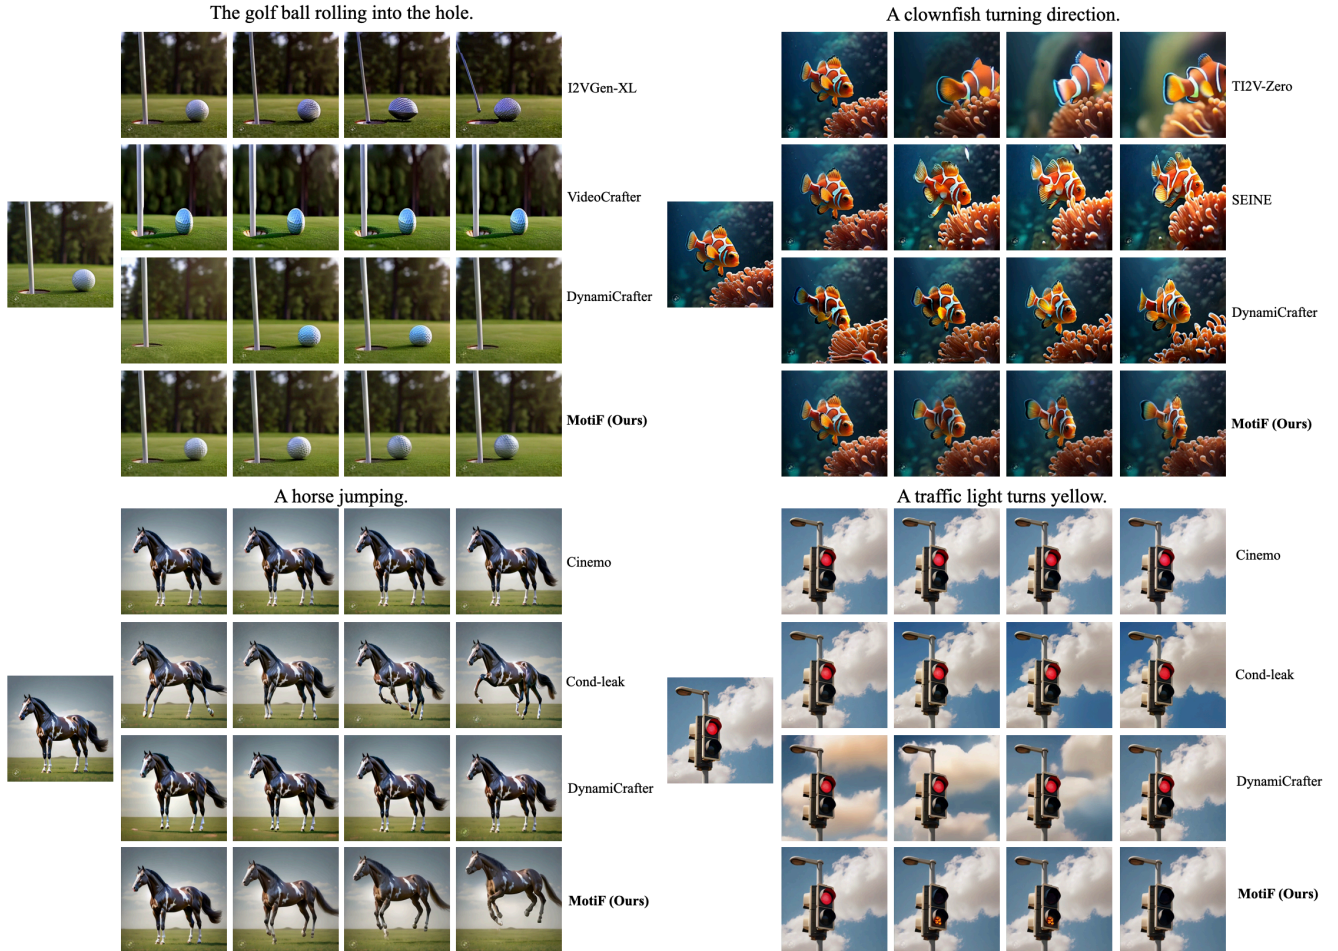 The golf ball rolling into the hole.
I2VGen-XL
VideoCrafter
DynamiCrafter
MotiF (Ours)
A clownfish turning direction.
TI2V-Zero
SEINE
DynamiCrafter
MotiF (Ours)
A horse jumping.
Cinemo
Cond-leak
DynamiCrafter
MotiF (Ours)
A traffic light turns yellow.
Cinemo
Cond-leak
DynamiCrafter
MotiF (Ours)